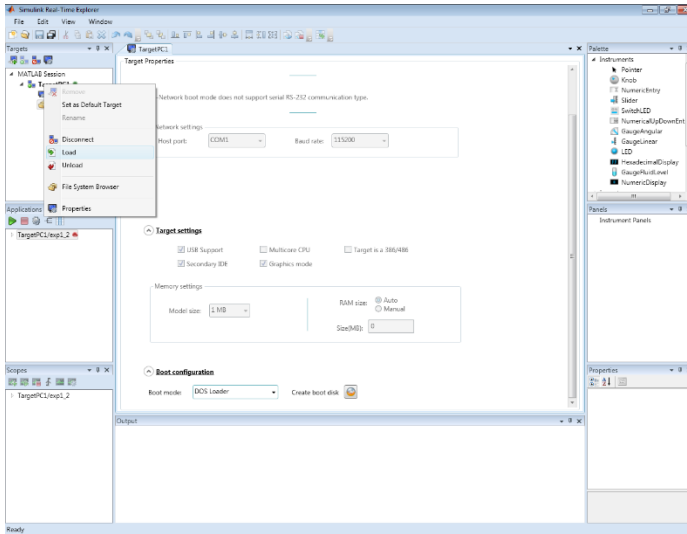 Simulink Real-Time Explorer
File Edit View Window
Targets
MATLAB Session
TargetPC1
Remove
Set as Default Target
Rename
Disconnect
Load
Unload
File System Browser
Properties
Applications
TargetPC1/exp1_2
Scopes
TargetPC1/exp1_2
TargetPC1
Target Properties
Network boot mode does not support serial RS-232 communication type.
Network settings
Host port: COM1 Baud rate: 115200
Target settings
USB Support Multicore CPU Target is a 386/486
Secondary IDE Graphics mode
Memory settings
Model size: 1 MB RAM size: Auto
Manual
Size(MB): 0
Boot configuration
Boot mode: DOS Loader Create boot disk
Output
Palette
Instruments
Pointer
Knob
NumericEntry
Slider
SwitchLED
NumericalUpDownEnt
GaugeAngular
GaugeLinear
LED
HexadecimalDisplay
GaugeFluidLevel
NumericDisplay
Panels
Instrument Panels
Properties
Ready